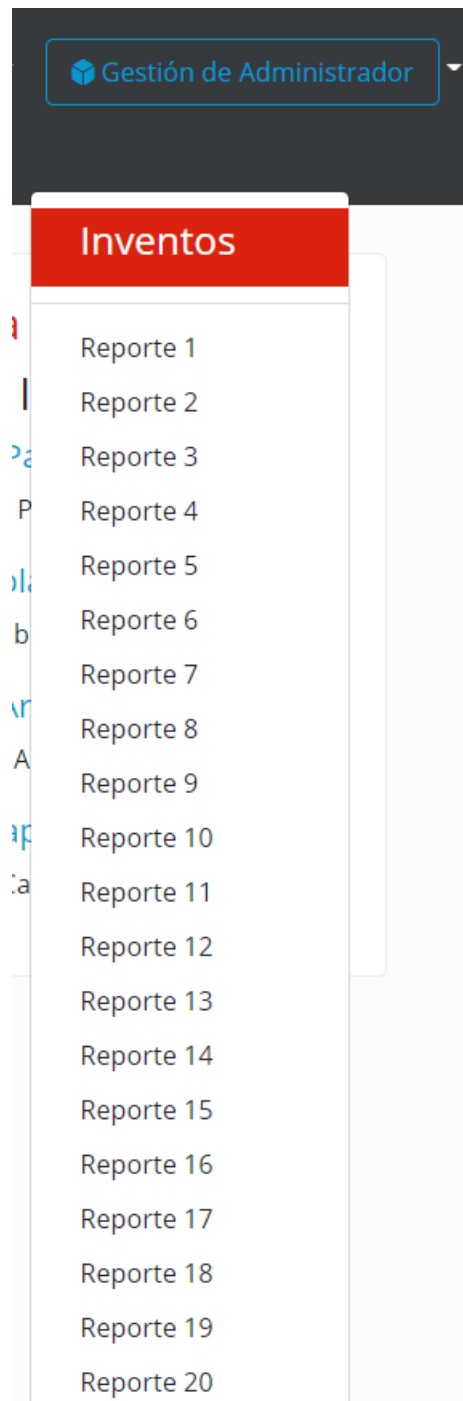 Gestión de Administrador
Inventos
Reporte 1
Reporte 2
Reporte 3
Reporte 4
Reporte 5
Reporte 6
Reporte 7
Reporte 8
Reporte 9
Reporte 10
Reporte 11
Reporte 12
Reporte 13
Reporte 14
Reporte 15
Reporte 16
Reporte 17
Reporte 18
Reporte 19
Reporte 20